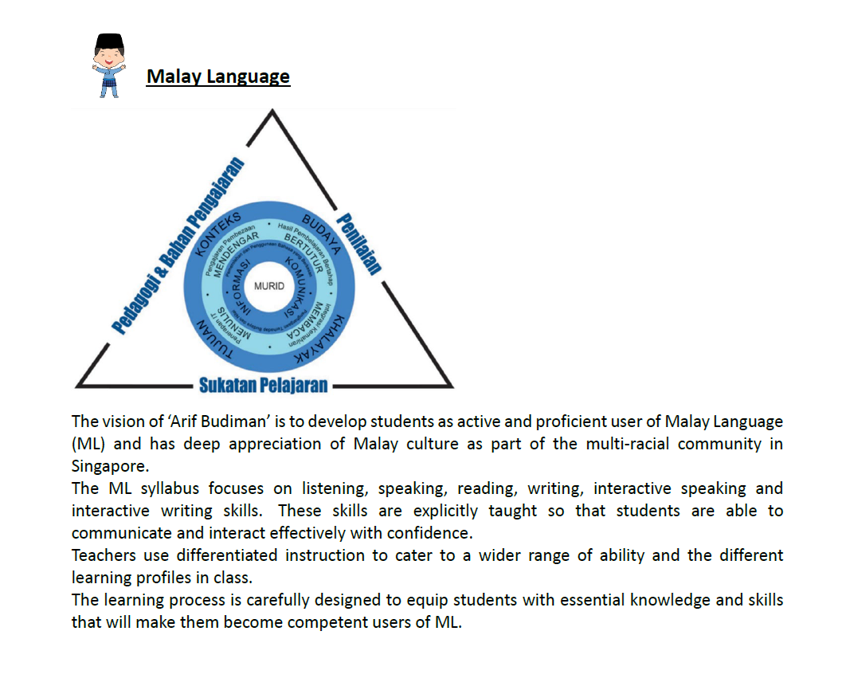 Malay Language
Pedagogi & Bahan Pengajaran
Penilaian
KONTEKS
BUDAYA
Pengajaran Pembezaan
Hasil Pembelajaran Bertahap
MENDENGAR
BERTUTUR
INFORMASI
KOMUNIKASI
MURID
MENULIS
MEMBACA
Penerapan IT
Integrasi Kemahiran
TUJUAN
KHALAYAK
Sukatan Pelajaran
The vision of ‘Arif Budiman’ is to develop students as active and proficient user of Malay Language
(ML) and has deep appreciation of Malay culture as part of the multi-racial community in
Singapore.
The ML syllabus focuses on listening, speaking, reading, writing, interactive speaking and
interactive writing skills. These skills are explicitly taught so that students are able to
communicate and interact effectively with confidence.
Teachers use differentiated instruction to cater to a wider range of ability and the different
learning profiles in class.
The learning process is carefully designed to equip students with essential knowledge and skills
that will make them become competent users of ML.